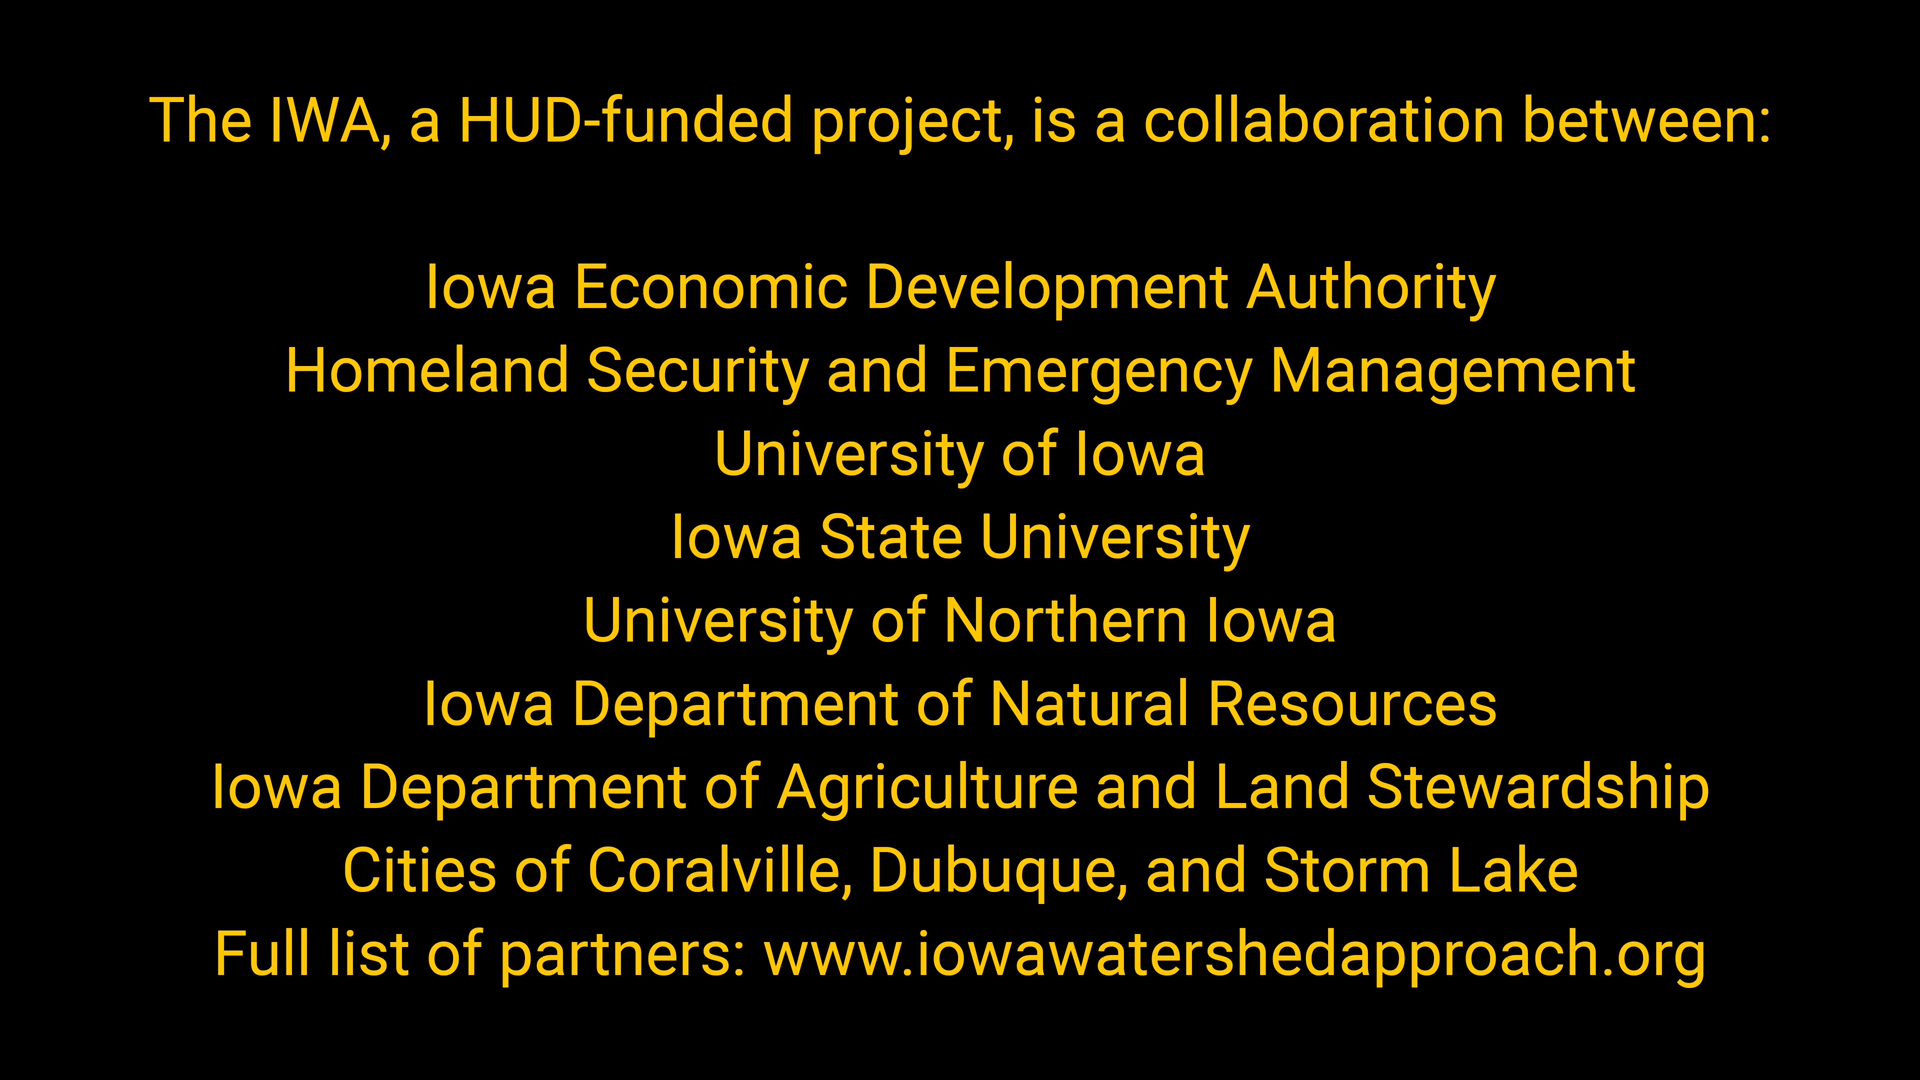 The IWA, a HUD-funded project, is a collaboration between:
Iowa Economic Development Authority
Homeland Security and Emergency Management
University of Iowa
Iowa State University
University of Northern Iowa
Iowa Department of Natural Resources
Iowa Department of Agriculture and Land Stewardship
Cities of Coralville, Dubuque, and Storm Lake
Full list of partners: www.iowawatershedapproach.org